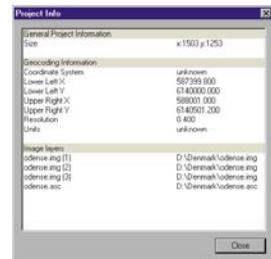 Project Info
General Project Information
Size x:1503 y:1253
Geocoding Information
Coordinate System unknown
Lower Left X 587399.800
Lower Left Y 6140000.000
Upper Right X 588001.000
Upper Right Y 6140501.200
Resolution 0.400
Units unknown
Image layers
odense.img (1) D:\Denmark\odense.img
odense.img (2) D:\Denmark\odense.img
odense.img (3) D:\Denmark\odense.img
odense.asc D:\Denmark\odense.asc
Close